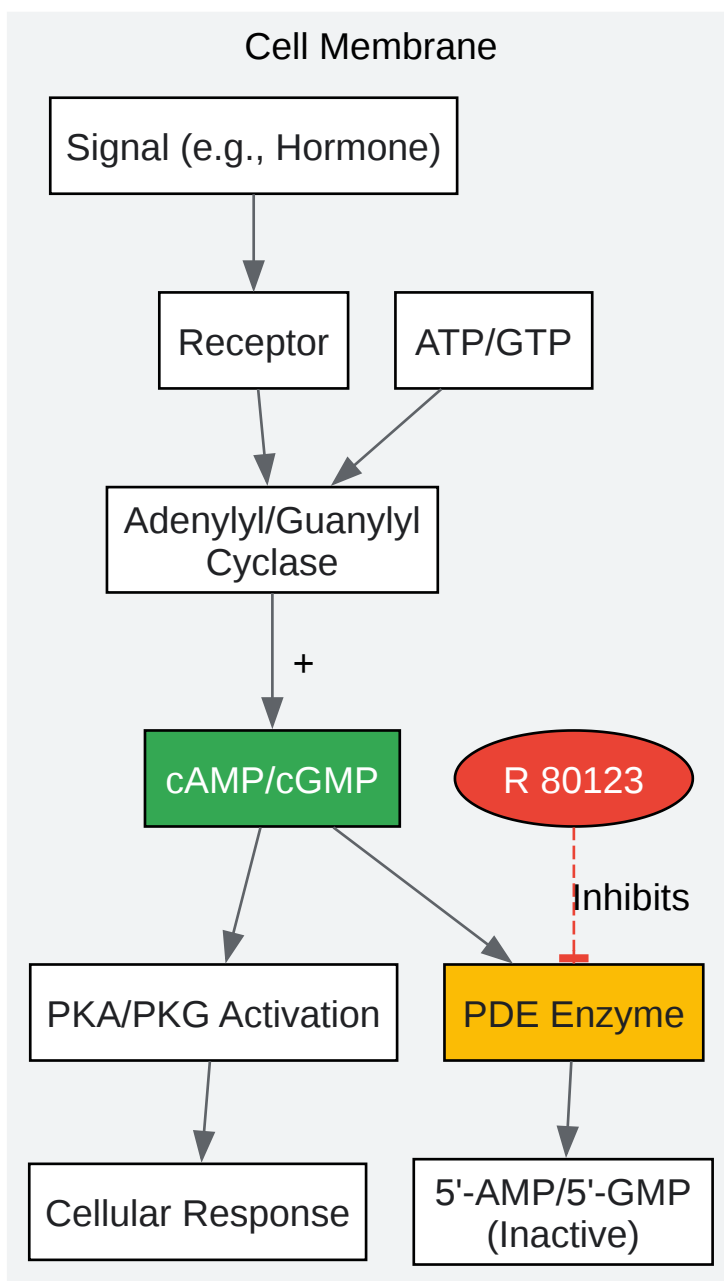 Cell Membrane
Signal (e.g., Hormone)
Receptor
ATP/GTP
Adenylyl/Guanylyl
Cyclase
+
cAMP/cGMP
R 80123
Inhibits
PKA/PKG Activation
PDE Enzyme
Cellular Response
5'-AMP/5'-GMP
(Inactive)